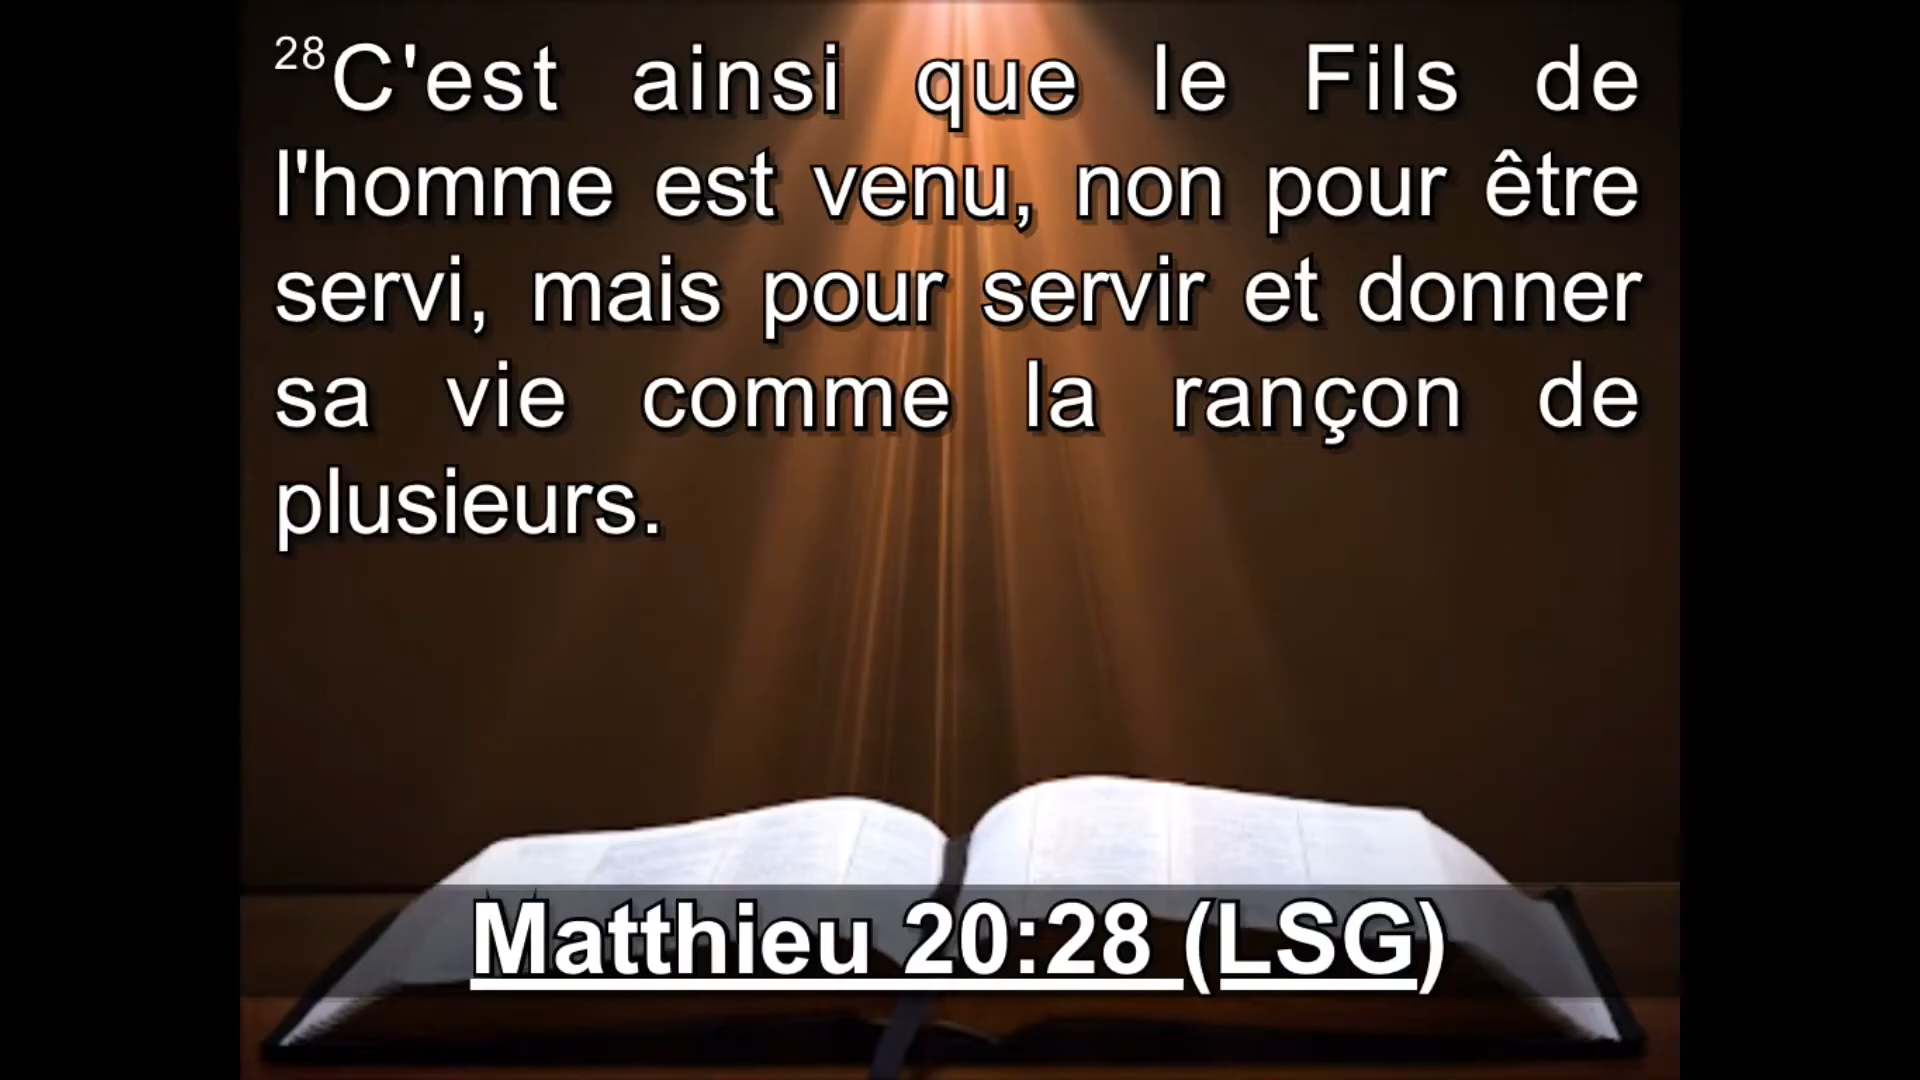 28C'est ainsi que le Fils de
l'homme est venu, non pour être
servi, mais pour servir et donner
sa vie comme la rançon de
plusieurs.
Matthieu 20:28 (LSG)